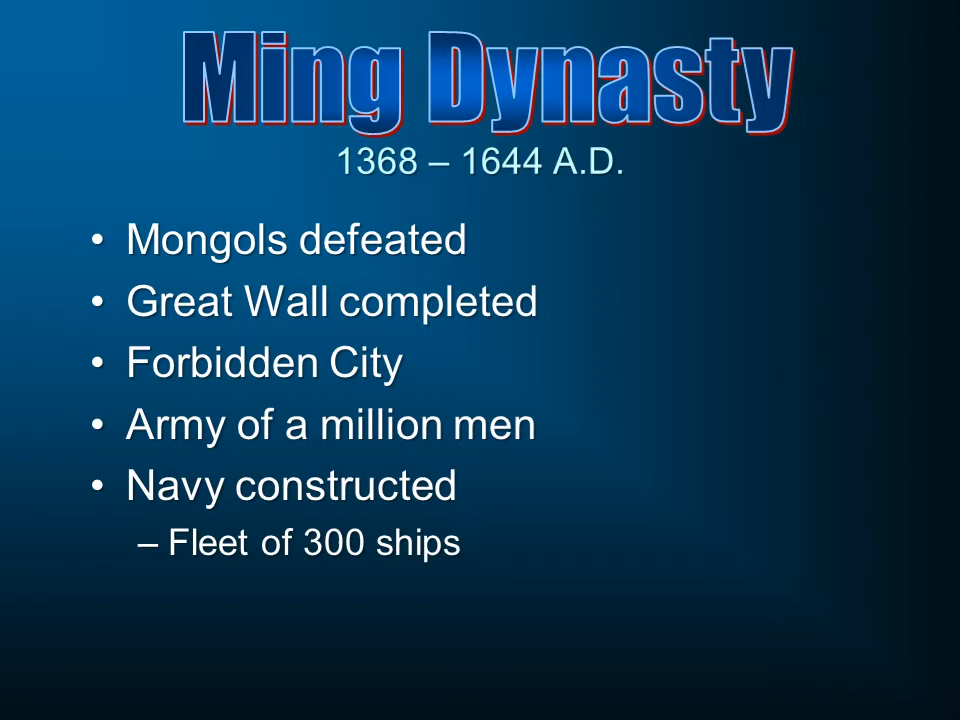 Ming Dynasty
1368 – 1644 A.D.
• Mongols defeated
• Great Wall completed
• Forbidden City
• Army of a million men
• Navy constructed
– Fleet of 300 ships